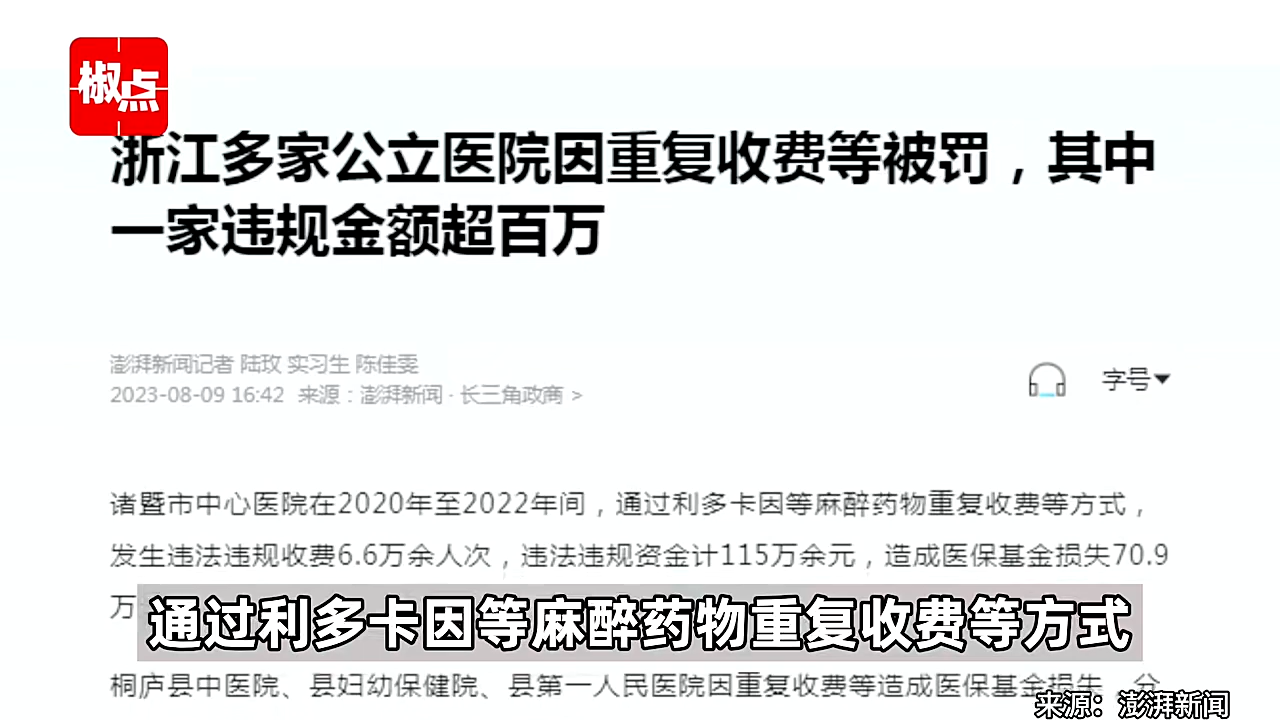 椒点
浙江多家公立医院因重复收费等被罚，其中
一家违规金额超百万
澎湃新闻记者 陆玫 实习生 陈佳雯
2023-08-09 16:42 来源：澎湃新闻 · 长三角政商 >
字号
诸暨市中心医院在2020年至2022年间，通过利多卡因等麻醉药物重复收费等方式，
发生违法违规收费6.6万余人次，违法违规资金计115万余元，造成医保基金损失70.9
万
通过利多卡因等麻醉药物重复收费等方式
桐庐县中医院、县妇幼保健院、县第一人民医院因重复收费等造成医保基金损失，分
来源：澎湃新闻